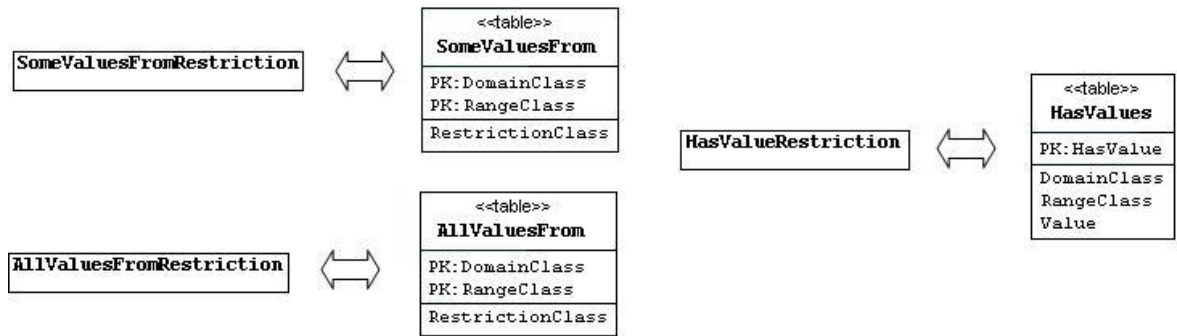 SomeValuesFromRestriction
<<table>>
SomeValuesFrom
PK:DomainClass
PK:RangeClass
RestrictionClass
AllValuesFromRestriction
<<table>>
AllValuesFrom
PK:DomainClass
PK:RangeClass
RestrictionClass
HasValueRestriction
<<table>>
HasValues
PK:HasValue
DomainClass
RangeClass
Value